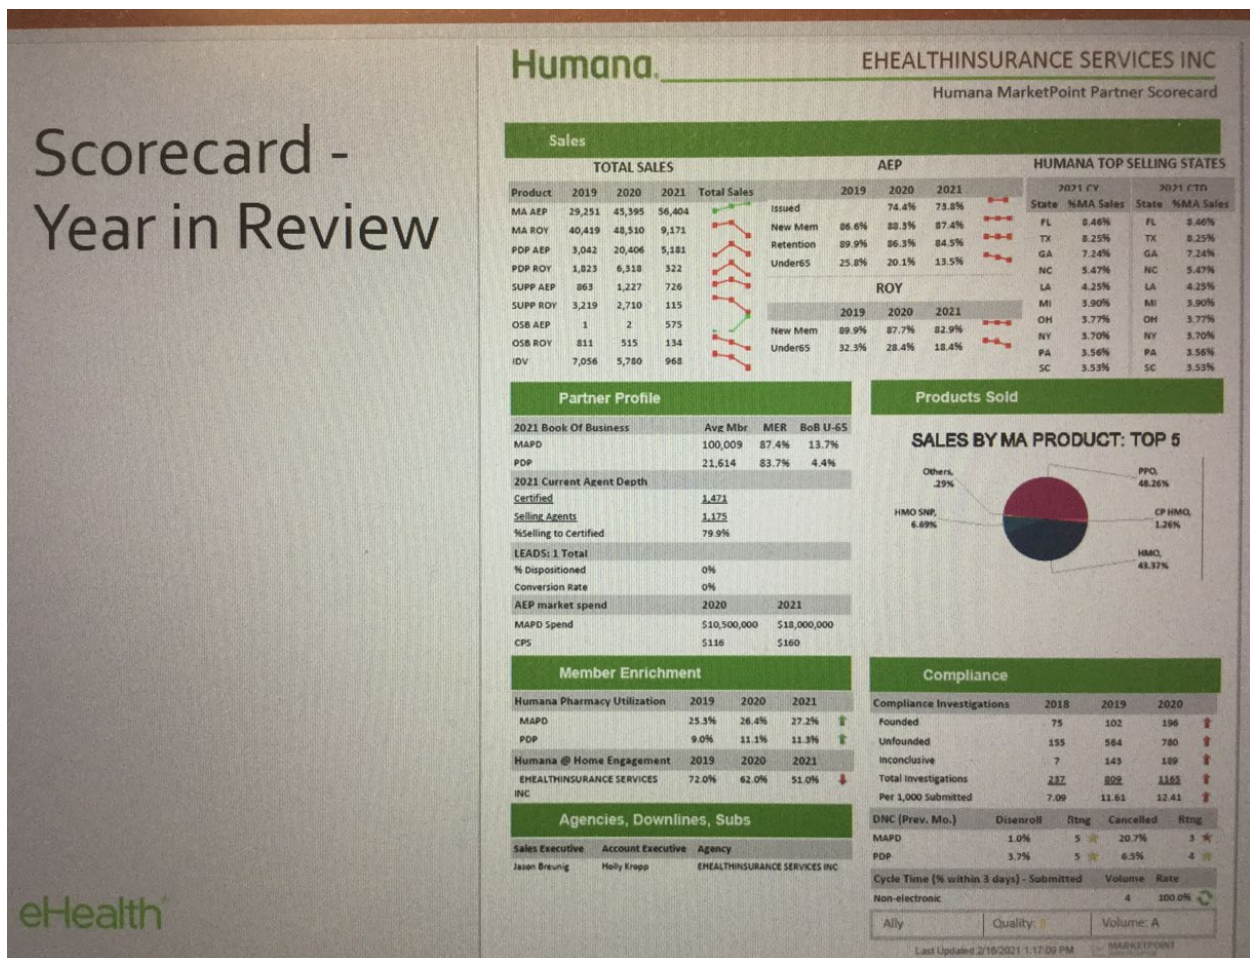 Scorecard -
Year in Review
eHealth
Humana
EHEALTHINSURANCE SERVICES INC
Humana MarketPoint Partner Scorecard
Sales
TOTAL SALES
Product 2019 2020 2021 Total Sales
MA AEP 29,251 45,395 56,404
MA ROY 40,419 48,510 9,171
PDP AEP 3,042 20,406 5,181
PDP ROY 1,823 6,318 322
SUPP AEP 863 1,227 726
SUPP ROY 3,219 2,710 115
OSB AEP 1 2 575
OSB ROY 811 515 134
IDV 7,056 5,780 968
AEP
2019 2020 2021
Issued 74.4% 73.8%
New Mem 86.6% 88.3% 87.4%
Retention 89.9% 86.3% 84.5%
Under65 25.8% 20.1% 13.5%
ROY
2019 2020 2021
New Mem 89.9% 87.7% 82.9%
Under65 32.3% 28.4% 18.4%
HUMANA TOP SELLING STATES
2021 CY 2021 CTD
State %MA Sales State %MA Sales
FL 8.46% FL 8.46%
TX 8.25% TX 8.25%
GA 7.24% GA 7.24%
NC 5.47% NC 5.47%
LA 4.25% LA 4.25%
MI 3.90% MI 3.90%
OH 3.77% OH 3.77%
NY 3.70% NY 3.70%
PA 3.56% PA 3.56%
SC 3.53% SC 3.53%
Partner Profile
2021 Book Of Business Avg Mbr MER BoB U-65
MAPD 100,009 87.4% 13.7%
PDP 21,614 83.7% 4.4%
2021 Current Agent Depth
Certified 1,471
Selling Agents 1,175
%Selling to Certified 79.9%
LEADS: 1 Total
% Dispositioned 0%
Conversion Rate 0%
AEP market spend 2020 2021
MAPD Spend $10,500,000 $18,000,000
CPS $116 $160
Products Sold
SALES BY MA PRODUCT: TOP 5
Others,
.29%
PPO,
48.26%
HMO SNP,
6.69%
CP HMO,
1.26%
HMO,
43.37%
Member Enrichment
Humana Pharmacy Utilization 2019 2020 2021
MAPD 25.3% 26.4% 27.2%
PDP 9.0% 11.1% 11.3%
Humana @ Home Engagement 2019 2020 2021
EHEALTHINSURANCE SERVICES 72.0% 62.0% 51.0%
INC
Agencies, Downlines, Subs
Sales Executive Account Executive Agency
Jason Breunig Holly Kropp EHEALTHINSURANCE SERVICES INC
Compliance
Compliance Investigations 2018 2019 2020
Founded 75 102 196
Unfounded 155 564 780
Inconclusive 7 143 189
Total Investigations 237 809 1165
Per 1,000 Submitted 7.09 11.61 12.41
DNC (Prev. Mo.) Disenroll Rtng Cancelled Rtng
MAPD 1.0% 5 20.7% 3
PDP 3.7% 5 6.5% 4
Cycle Time (% within 3 days) - Submitted Volume Rate
Non-electronic 4 100.0%
Ally Quality: Volume: A
Last Updated 2/16/2021 1:17:09 PM
MARKETPOINT